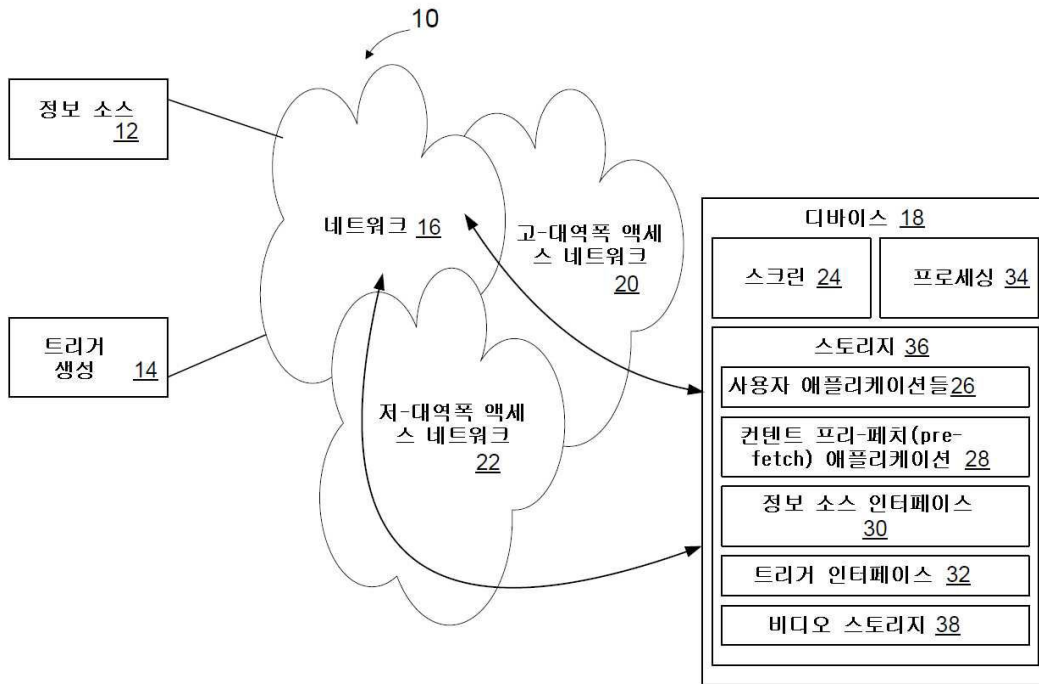 10
정보 소스
12
트리거
생성 14
네트워크 16
고-대역폭 액세
스 네트워크
20
저-대역폭 액세
스 네트워크
22
디바이스 18
스크린 24
프로세싱 34
스토리지 36
사용자 애플리케이션들26
컨텐트 프리-페치(pre-
fetch) 애플리케이션 28
정보 소스 인터페이스
30
트리거 인터페이스 32
비디오 스토리지 38